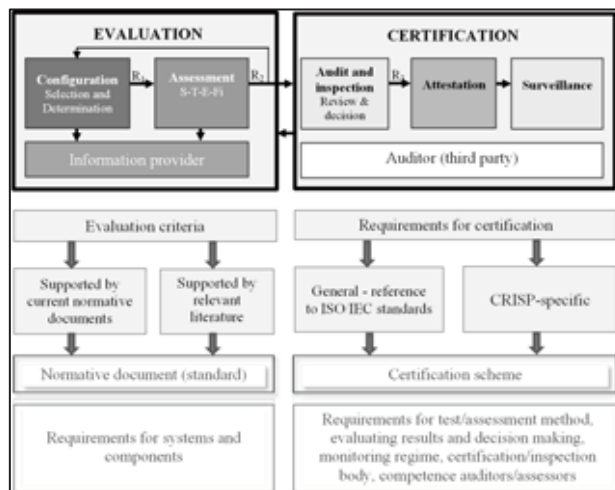 EVALUATION
Configuration
Selection and
Determination
R1
Assessment
S-T-E-Fi
R2
Information provider
CERTIFICATION
Audit and
inspection
Review &
decision
R3
Attestation
Surveillance
Auditor (third party)
Evaluation criteria
Supported by
current normative
documents
Supported by
relevant
literature
Normative document (standard)
Requirements for systems and
components
Requirements for certification
General - reference
to ISO/IEC standards
CRISP-specific
Certification scheme
Requirements for test/assessment method,
evaluating results and decision making,
monitoring regime, certification/inspection
body, competence auditors/assessors